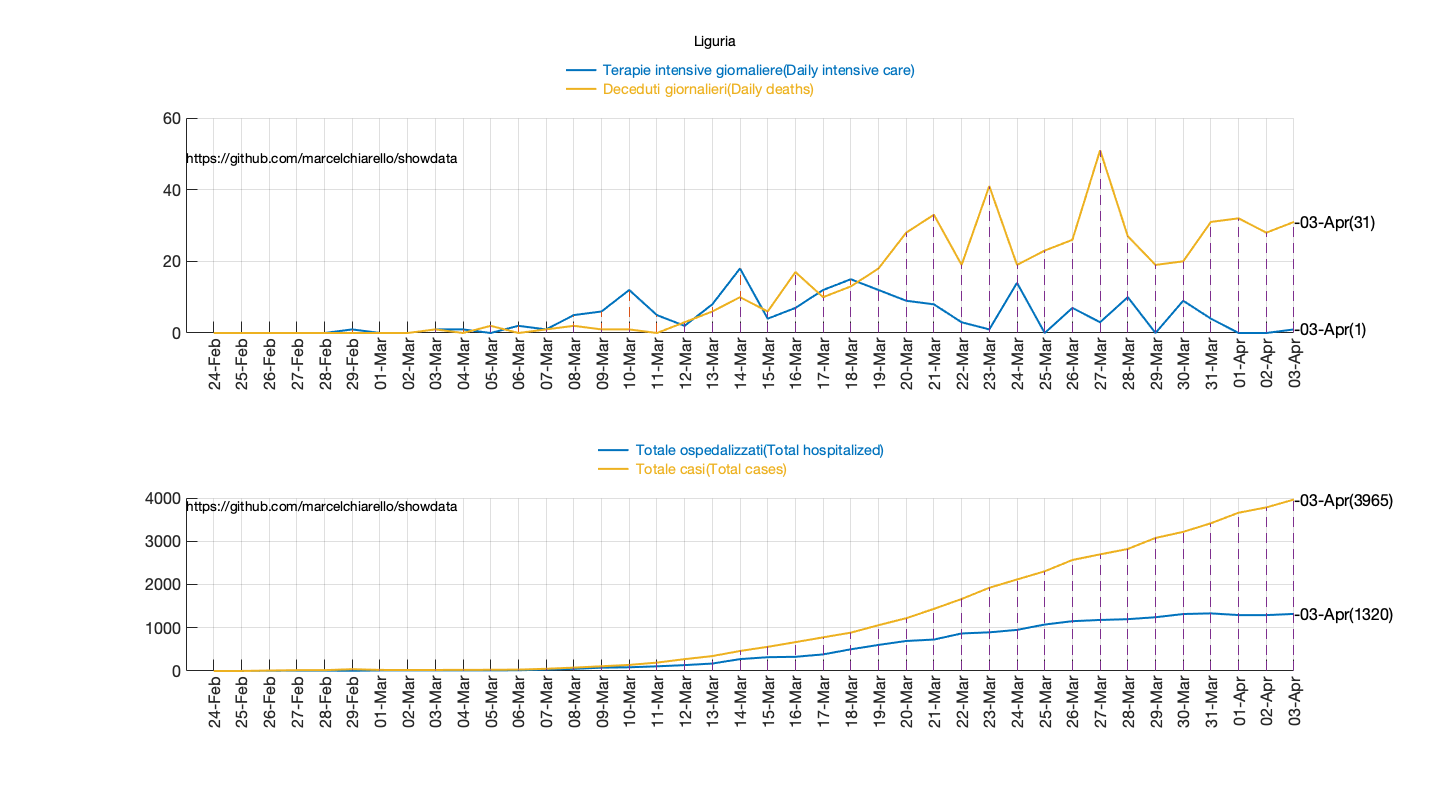 Liguria
Terapie intensive giornaliere(Daily intensive care)
Deceduti giornalieri(Daily deaths)
60
https://github.com/marcelchiarello/showdata
40
20
0
-03-Apr(31)
-03-Apr(1)
24-Feb 25-Feb 26-Feb 27-Feb 28-Feb 29-Feb 01-Mar 02-Mar 03-Mar 04-Mar 05-Mar 06-Mar 07-Mar 08-Mar 09-Mar 10-Mar 11-Mar 12-Mar 13-Mar 14-Mar 15-Mar 16-Mar 17-Mar 18-Mar 19-Mar 20-Mar 21-Mar 22-Mar 23-Mar 24-Mar 25-Mar 26-Mar 27-Mar 28-Mar 29-Mar 30-Mar 31-Mar 01-Apr 02-Apr 03-Apr
Totale ospedalizzati(Total hospitalized)
Totale casi(Total cases)
4000
https://github.com/marcelchiarello/showdata
3000
2000
1000
0
-03-Apr(3965)
-03-Apr(1320)
24-Feb 25-Feb 26-Feb 27-Feb 28-Feb 29-Feb 01-Mar 02-Mar 03-Mar 04-Mar 05-Mar 06-Mar 07-Mar 08-Mar 09-Mar 10-Mar 11-Mar 12-Mar 13-Mar 14-Mar 15-Mar 16-Mar 17-Mar 18-Mar 19-Mar 20-Mar 21-Mar 22-Mar 23-Mar 24-Mar 25-Mar 26-Mar 27-Mar 28-Mar 29-Mar 30-Mar 31-Mar 01-Apr 02-Apr 03-Apr